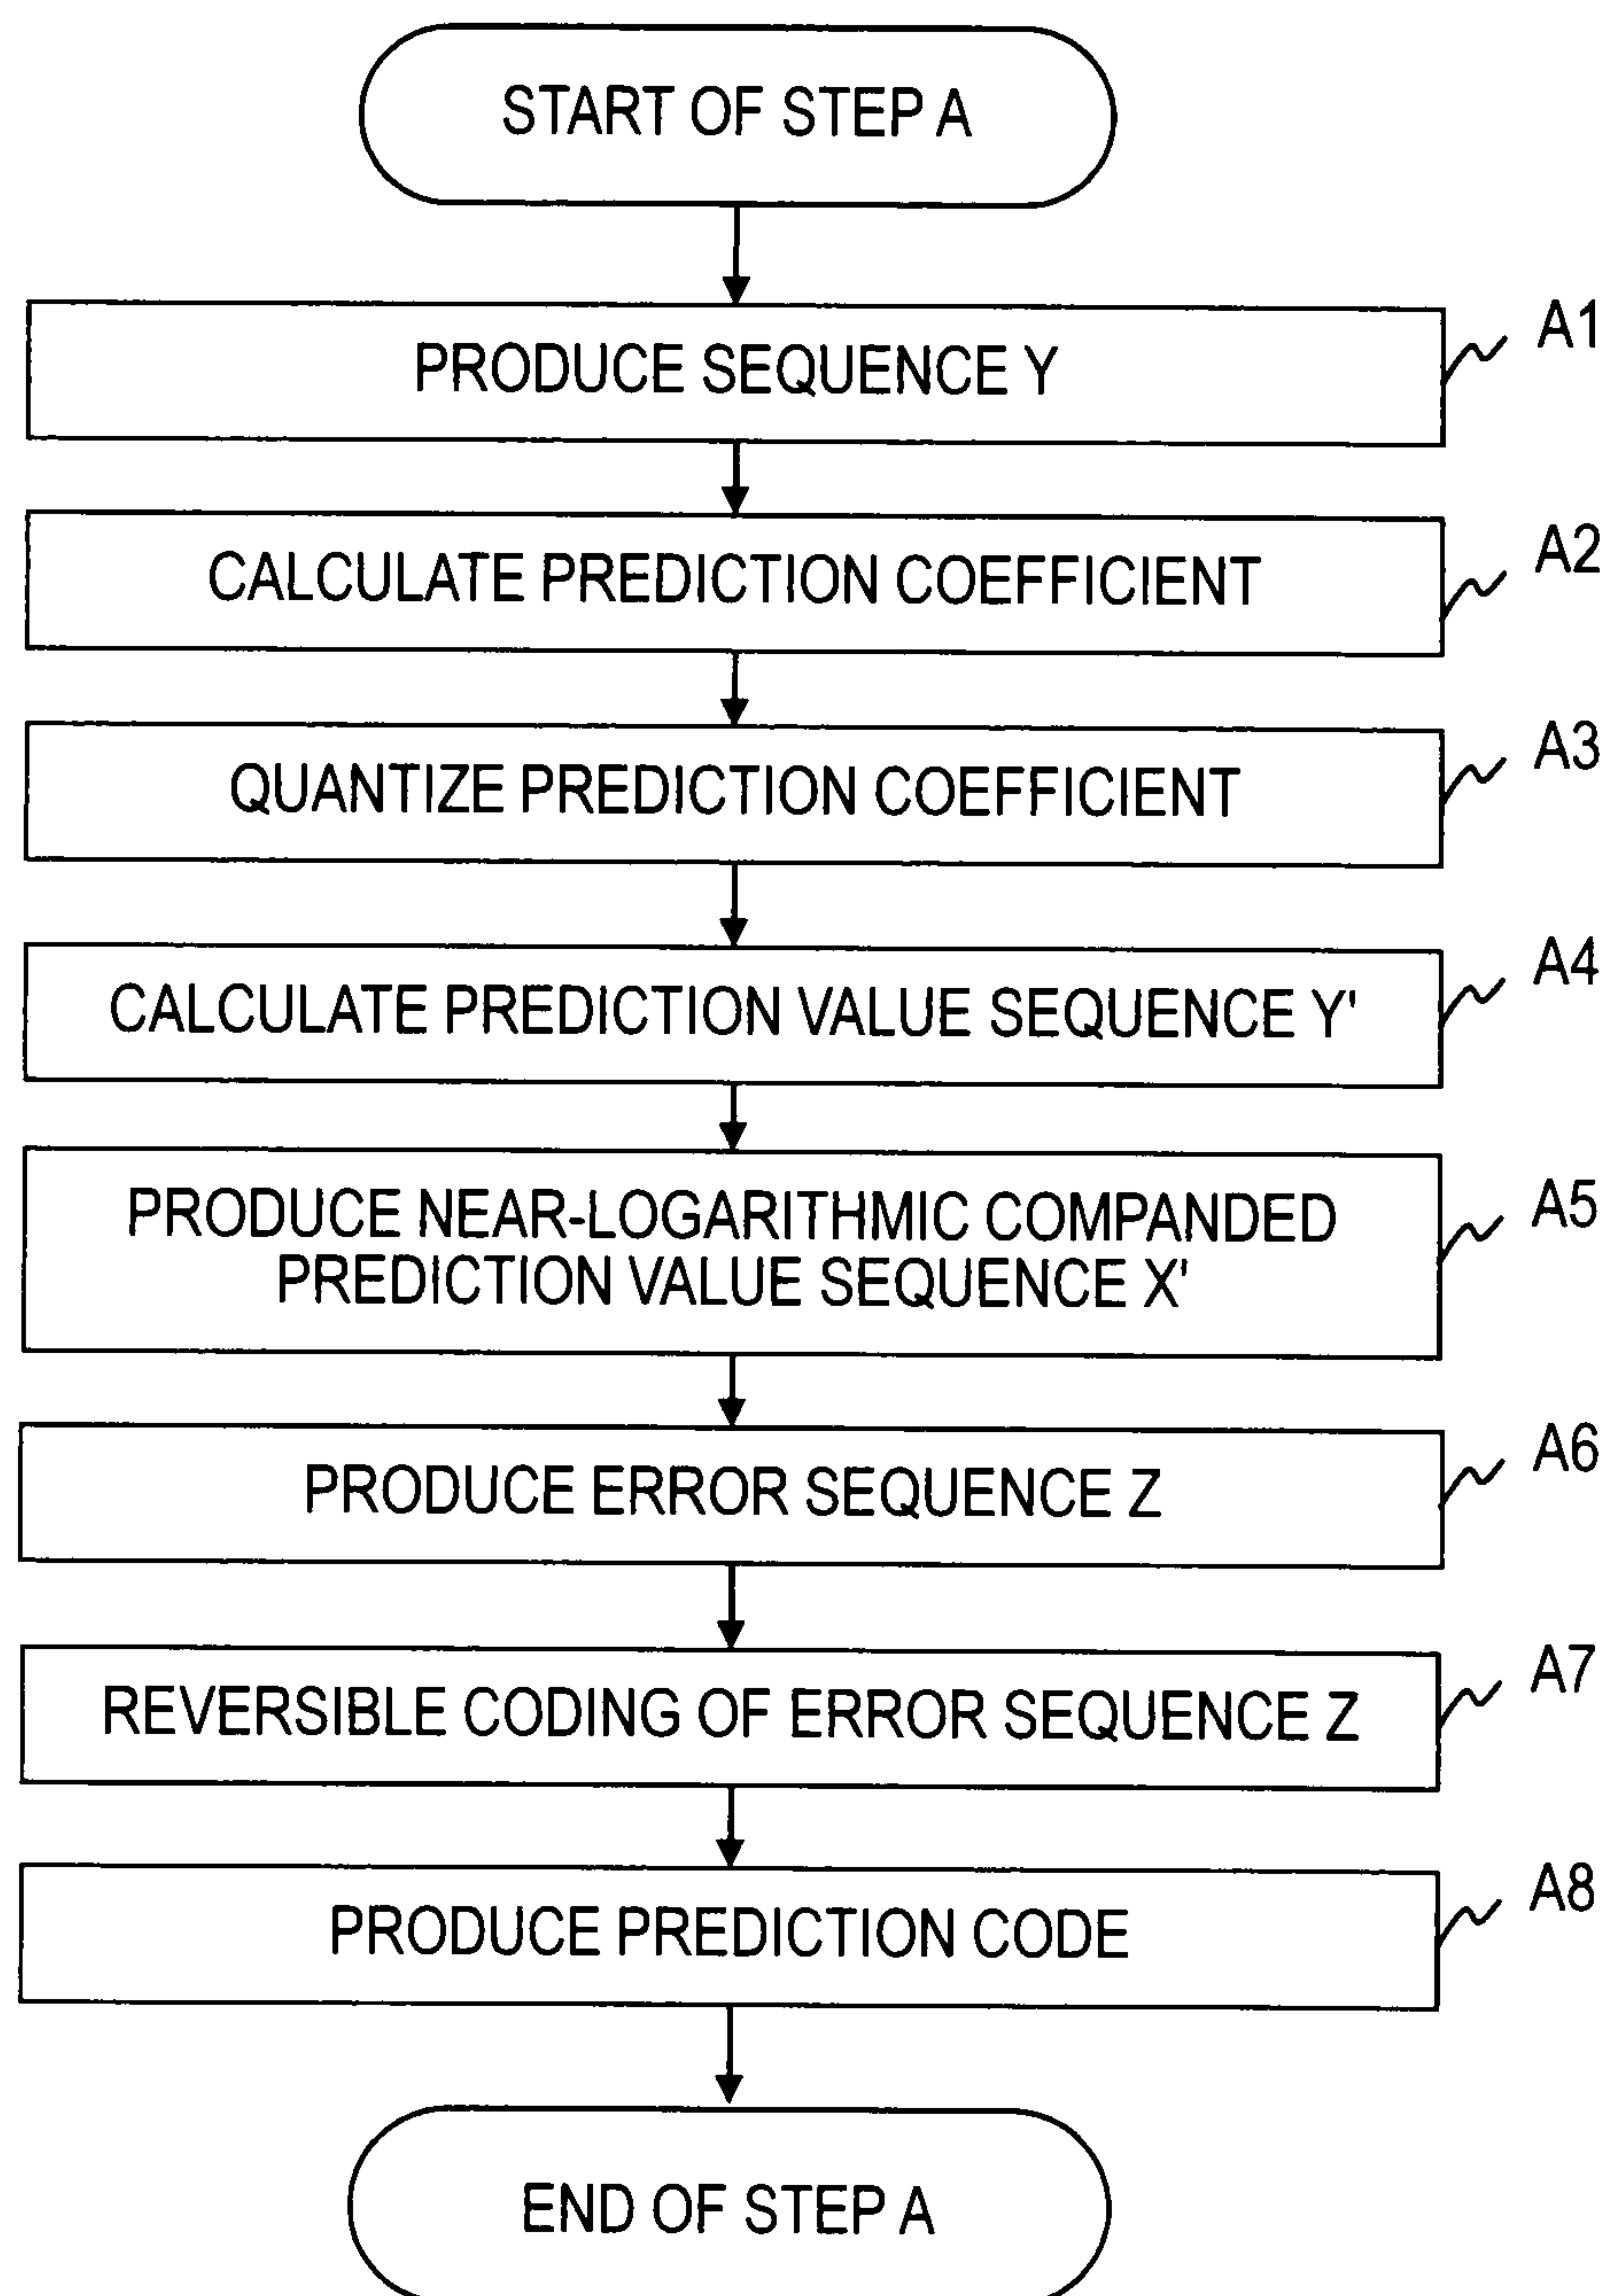 START OF STEP A
PRODUCE SEQUENCE Y
A1
CALCULATE PREDICTION COEFFICIENT
A2
QUANTIZE PREDICTION COEFFICIENT
A3
CALCULATE PREDICTION VALUE SEQUENCE Y'
A4
PRODUCE NEAR-LOGARITHMIC COMPANDED
PREDICTION VALUE SEQUENCE X'
A5
PRODUCE ERROR SEQUENCE Z
A6
REVERSIBLE CODING OF ERROR SEQUENCE Z
A7
PRODUCE PREDICTION CODE
A8
END OF STEP A